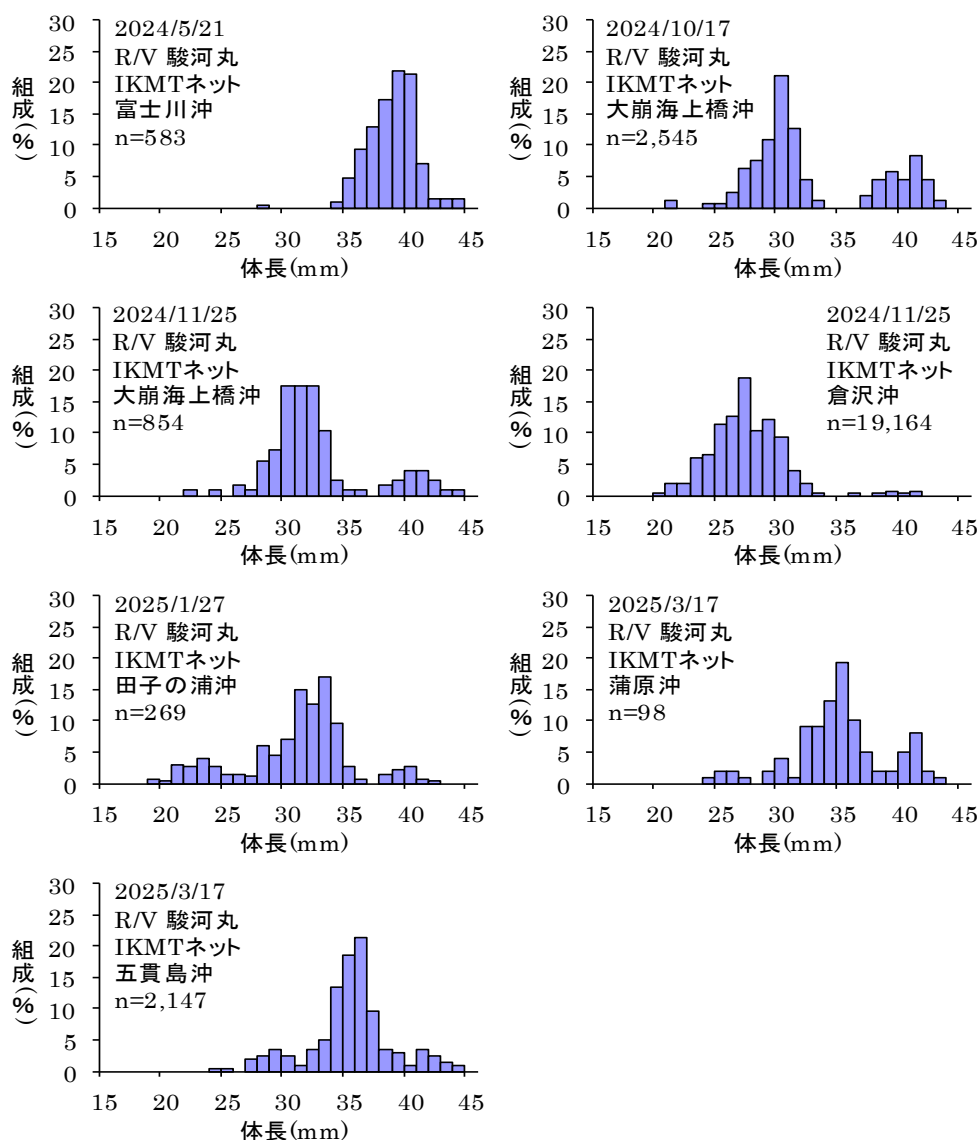 組成(%)
30
25
20
15
10
5
0
2024/5/21
R/V 駿河丸
IKMTネット
富士川沖
n=583
15 20 25 30 35 40 45
体長(mm)
組成(%)
30
25
20
15
10
5
0
2024/10/17
R/V 駿河丸
IKMTネット
大崩海上橋沖
n=2,545
15 20 25 30 35 40 45
体長(mm)
組成(%)
30
25
20
15
10
5
0
2024/11/25
R/V 駿河丸
IKMTネット
大崩海上橋沖
n=854
15 20 25 30 35 40 45
体長(mm)
組成(%)
30
25
20
15
10
5
0
2024/11/25
R/V 駿河丸
IKMTネット
倉沢沖
n=19,164
15 20 25 30 35 40 45
体長(mm)
組成(%)
30
25
20
15
10
5
0
2025/1/27
R/V 駿河丸
IKMTネット
田子の浦沖
n=269
15 20 25 30 35 40 45
体長(mm)
組成(%)
30
25
20
15
10
5
0
2025/3/17
R/V 駿河丸
IKMTネット
蒲原沖
n=98
15 20 25 30 35 40 45
体長(mm)
組成(%)
30
25
20
15
10
5
0
2025/3/17
R/V 駿河丸
IKMTネット
五貫島沖
n=2,147
15 20 25 30 35 40 45
体長(mm)